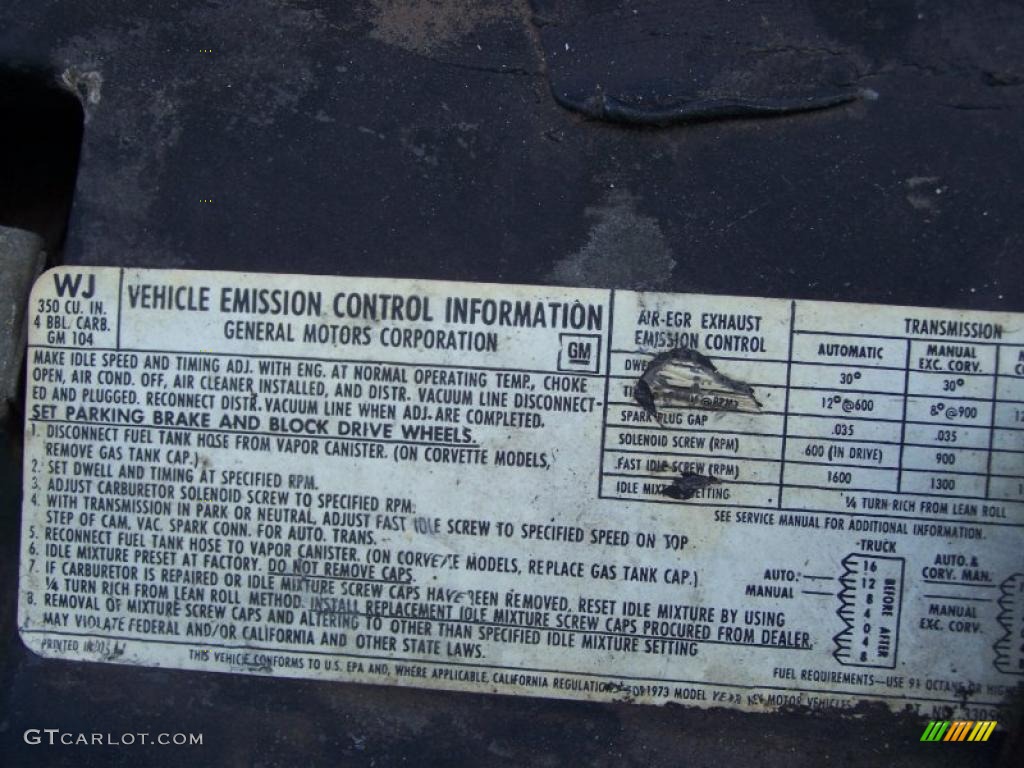 WJ
350 CU. IN.
4 BBL. CARB.
GM 104
VEHICLE EMISSION CONTROL INFORMATION
GENERAL MOTORS CORPORATION
GM
MAKE IDLE SPEED AND TIMING ADJ. WITH ENG. AT NORMAL OPERATING TEMP., CHOKE
OPEN, AIR COND. OFF, AIR CLEANER INSTALLED, AND DISTR. VACUUM LINE DISCONNECT-
ED AND PLUGGED. RECONNECT DISTR. VACUUM LINE WHEN ADJ. ARE COMPLETED.
SET PARKING BRAKE AND BLOCK DRIVE WHEELS.
1. DISCONNECT FUEL TANK HOSE FROM VAPOR CANISTER. (ON CORVETTE MODELS,
REMOVE GAS TANK CAP.)
2. SET DWELL AND TIMING AT SPECIFIED RPM.
3. ADJUST CARBURETOR SOLENOID SCREW TO SPECIFIED RPM.
4. WITH TRANSMISSION IN PARK OR NEUTRAL, ADJUST FAST IDLE SCREW TO SPECIFIED SPEED ON TOP
STEP OF CAM. VAC. SPARK CONN. FOR AUTO. TRANS.
5. RECONNECT FUEL TANK HOSE TO VAPOR CANISTER. (ON CORVETTE MODELS, REPLACE GAS TANK CAP.)
6. IDLE MIXTURE PRESET AT FACTORY. DO NOT REMOVE CAPS.
7. IF CARBURETOR IS REPAIRED OR IDLE MIXTURE SCREW CAPS HAVE BEEN REMOVED, RESET IDLE MIXTURE BY USING
¼ TURN RICH FROM LEAN ROLL METHOD. INSTALL REPLACEMENT IDLE MIXTURE SCREW CAPS PROCURED FROM DEALER.
8. REMOVAL OF MIXTURE SCREW CAPS AND ALTERING TO OTHER THAN SPECIFIED IDLE MIXTURE SETTING
MAY VIOLATE FEDERAL AND/OR CALIFORNIA AND OTHER STATE LAWS.
PRINTED IN
THIS VEHICLE CONFORMS TO U.S. EPA AND, WHERE APPLICABLE, CALIFORNIA REGULATIONS FOR 1973 MODEL YEAR NEW MOTOR VEHICLES
AIR-EGR EXHAUST
EMISSION CONTROL
TRANSMISSION
AUTOMATIC
MANUAL
EXC. CORV.
30° 30°
12°@600 8°@900
SPARK PLUG GAP .035 .035
SOLENOID SCREW (RPM) 600 (IN DRIVE) 900
FAST IDLE SCREW (RPM) 1600 1300
IDLE MIXTURE SETTING ¼ TURN RICH FROM LEAN ROLL
SEE SERVICE MANUAL FOR ADDITIONAL INFORMATION.
TRUCK
AUTO.
MANUAL
16
12
8
4
0
4
8
BEFORE AFTER
AUTO. &
CORV. MAN.
MANUAL
EXC. CORV.
FUEL REQUIREMENTS—USE 91 OCTANE OR
GTCARLOT.COM